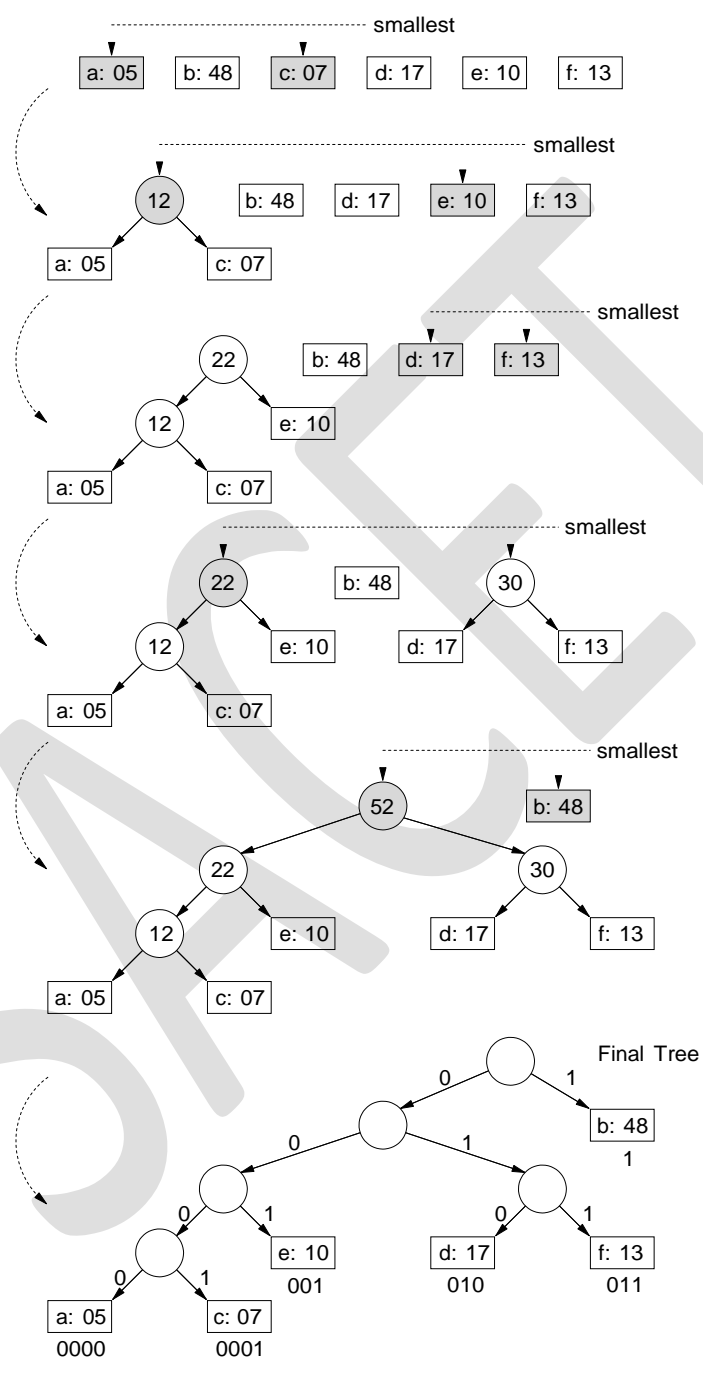 smallest
a: 05 b: 48 c: 07 d: 17 e: 10 f: 13
smallest
12 b: 48 d: 17 e: 10 f: 13
a: 05 c: 07
smallest
22 b: 48 d: 17 f: 13
12 e: 10
a: 05 c: 07
smallest
22 b: 48 30
12 e: 10 d: 17 f: 13
a: 05 c: 07
smallest
52 b: 48
22 30
12 e: 10 d: 17 f: 13
a: 05 c: 07
Final Tree
0 1
b: 48
0 1 1
0 1 0 1
e: 10 d: 17 f: 13
0 1 001 010 011
a: 05 c: 07
0000 0001